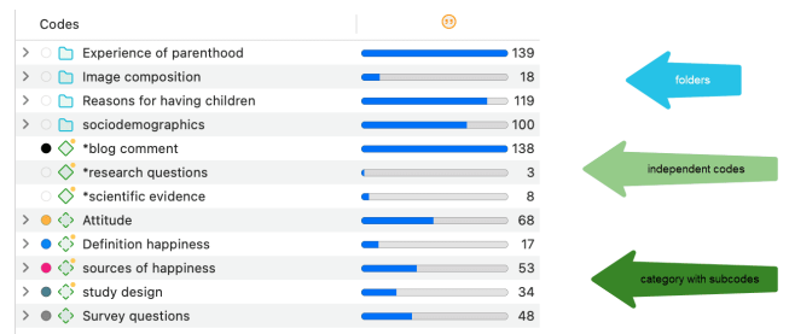 Codes
Experience of parenthood 139
Image composition 18
Reasons for having children 119
sociodemographics 100
*blog comment 138
*research questions 3
*scientific evidence 8
Attitude 68
Definition happiness 17
sources of happiness 53
study design 34
Survey questions 48
folders
independent codes
category with subcodes